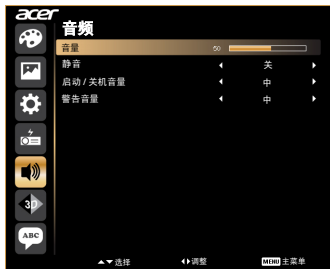 acer
音频
音量 50
静音 关
启动 / 关机音量 中
警告音量 中
3D
ABC
选择 调整 MENU 主菜单